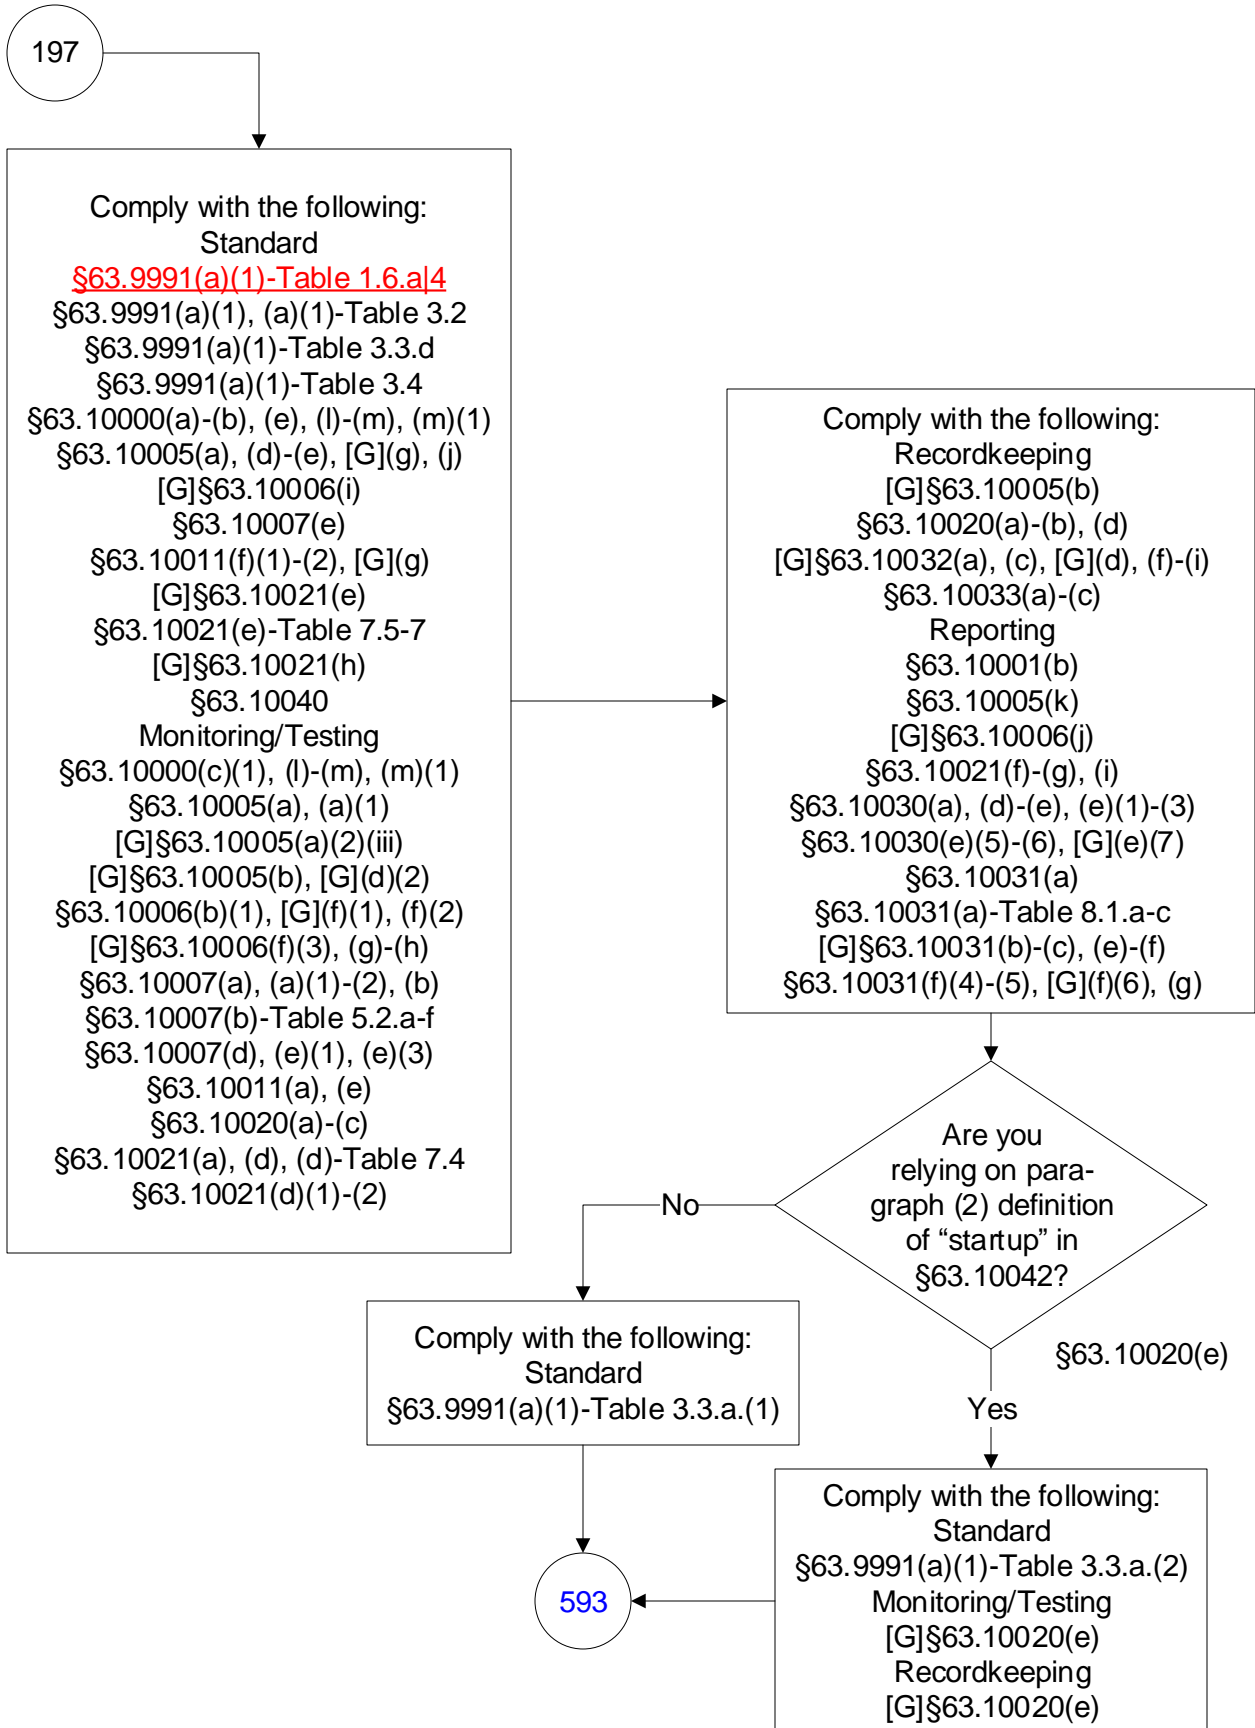 197
Comply with the following:
Standard
§63.9991(a)(1)-Table 1.6.a|4
§63.9991(a)(1), (a)(1)-Table 3.2
§63.9991(a)(1)-Table 3.3.d
§63.9991(a)(1)-Table 3.4
§63.10000(a)-(b), (e), (l)-(m), (m)(1)
§63.10005(a), (d)-(e), [G](g), (j)
[G]§63.10006(i)
§63.10007(e)
§63.10011(f)(1)-(2), [G](g)
[G]§63.10021(e)
§63.10021(e)-Table 7.5-7
[G]§63.10021(h)
§63.10040
Monitoring/Testing
§63.10000(c)(1), (l)-(m), (m)(1)
§63.10005(a), (a)(1)
[G]§63.10005(a)(2)(iii)
[G]§63.10005(b), [G](d)(2)
§63.10006(b)(1), [G](f)(1), (f)(2)
[G]§63.10006(f)(3), (g)-(h)
§63.10007(a), (a)(1)-(2), (b)
§63.10007(b)-Table 5.2.a-f
§63.10007(d), (e)(1), (e)(3)
§63.10011(a), (e)
§63.10020(a)-(c)
§63.10021(a), (d), (d)-Table 7.4
§63.10021(d)(1)-(2)
Comply with the following:
Recordkeeping
[G]§63.10005(b)
§63.10020(a)-(b), (d)
[G]§63.10032(a), (c), [G](d), (f)-(i)
§63.10033(a)-(c)
Reporting
§63.10001(b)
§63.10005(k)
[G]§63.10006(j)
§63.10021(f)-(g), (i)
§63.10030(a), (d)-(e), (e)(1)-(3)
§63.10030(e)(5)-(6), [G](e)(7)
§63.10031(a)
§63.10031(a)-Table 8.1.a-c
[G]§63.10031(b)-(c), (e)-(f)
§63.10031(f)(4)-(5), [G](f)(6), (g)
Are you
relying on para-
graph (2) definition
of “startup” in
§63.10042?
No
§63.10020(e)
Yes
Comply with the following:
Standard
§63.9991(a)(1)-Table 3.3.a.(1)
Comply with the following:
Standard
§63.9991(a)(1)-Table 3.3.a.(2)
Monitoring/Testing
[G]§63.10020(e)
Recordkeeping
[G]§63.10020(e)
593